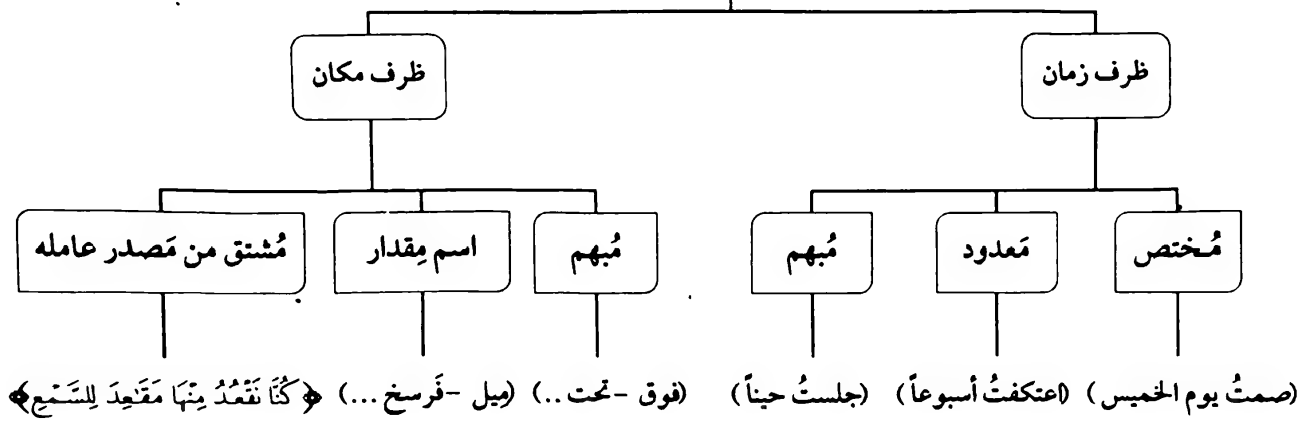 ظرف زمان ظرف مكان
مُختص مَعدود مُبهم مُبهم اسم مِقدار مُشتق من مَصدر عامله
(صمتُ يوم الخميس) (اعتكفتُ أسبوعاً) (جلستُ حيناً) (فوق - تحت ..) (مِيل - فَرسخ ...) ﴿كُنَّا نَقْعُدُ مِنْهَا مَقَاعِدَ لِلسَّمْعِ﴾